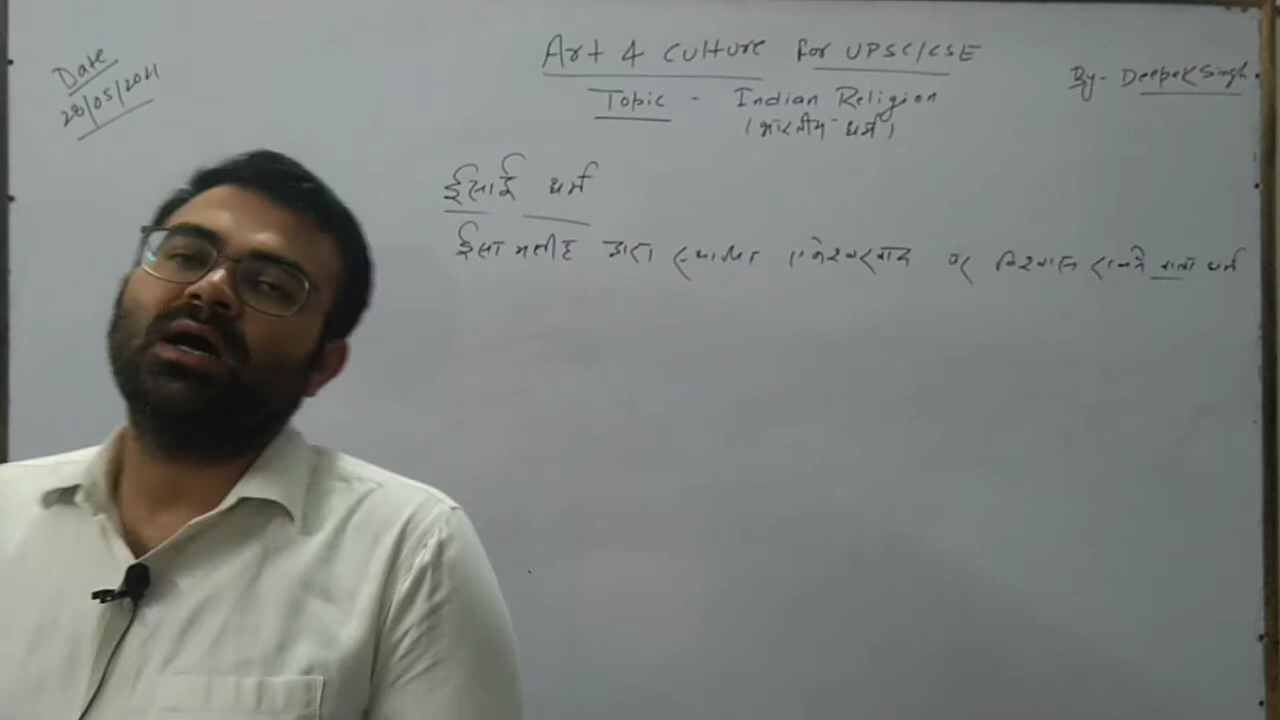 Date
28/05/2021
Art & Culture for UPSC/CSE
By- Deepak Singh
Topic - Indian Religion
(भारतीय धर्म)
ईसाई धर्म
ईसा मसीह द्वारा स्थापित एकेश्वरवाद पर विश्वास रखने वाला धर्म